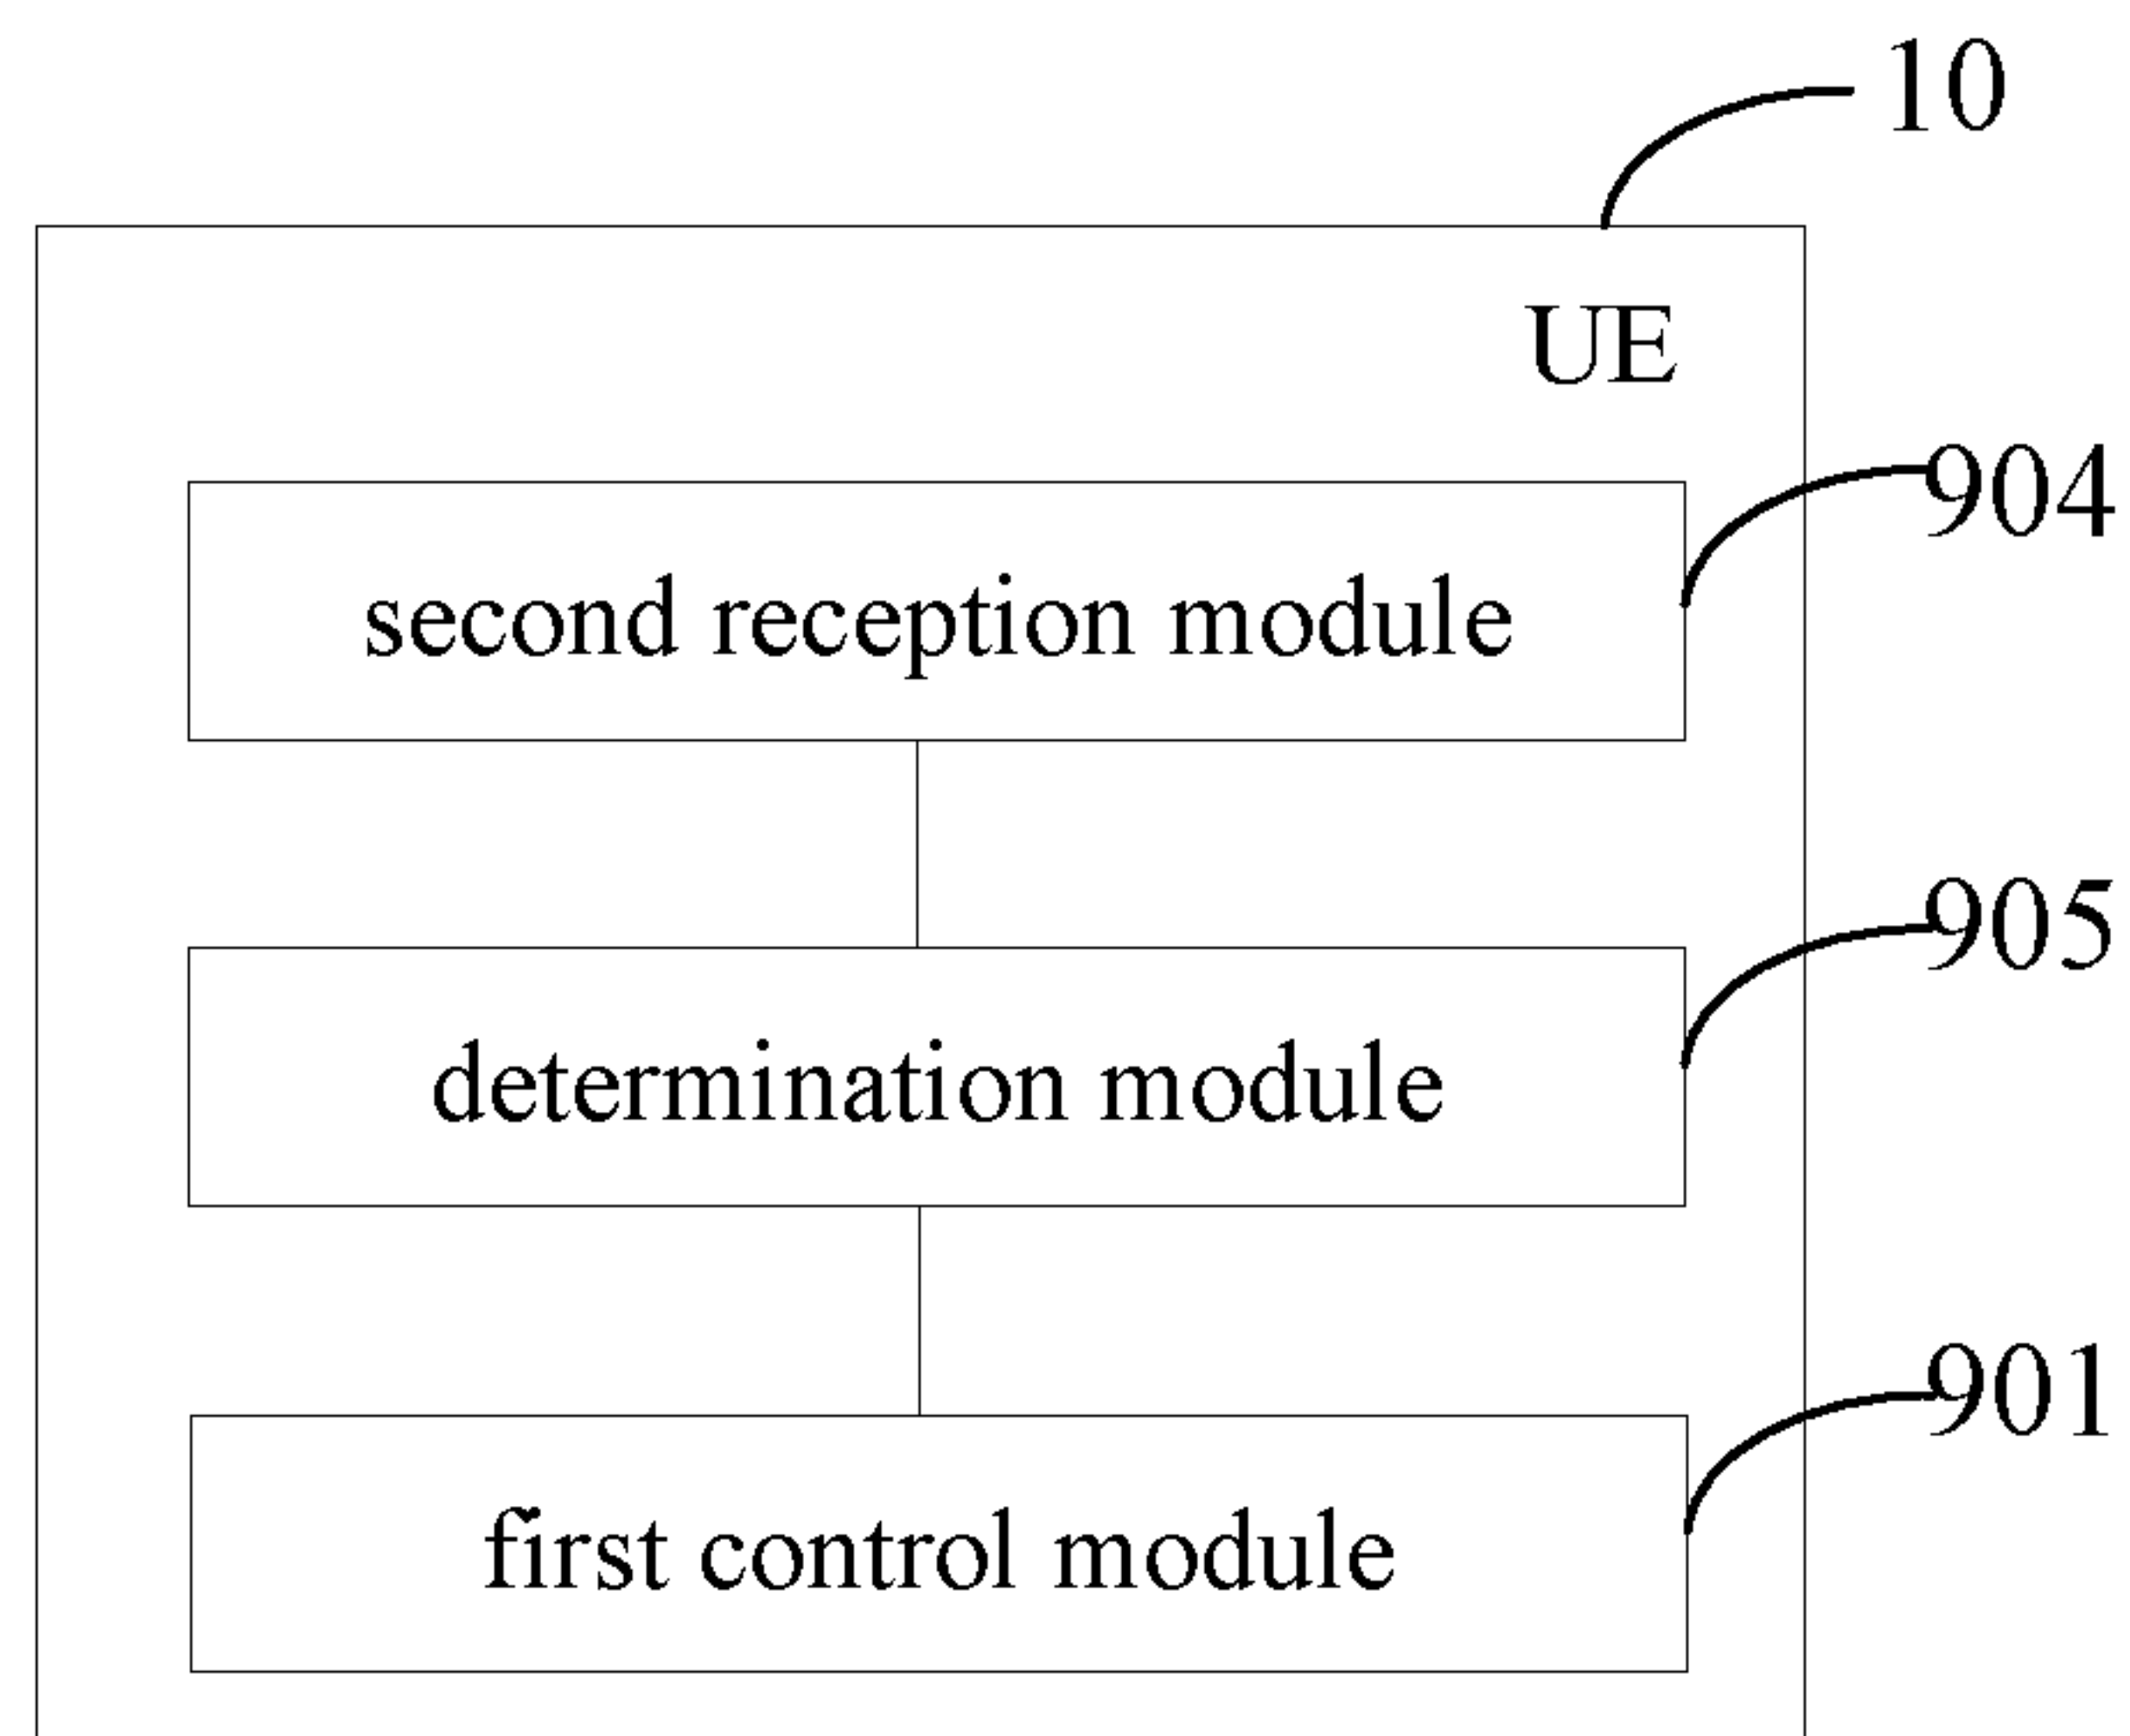 10
UE
904
second reception module
905
determination module
901
first control module